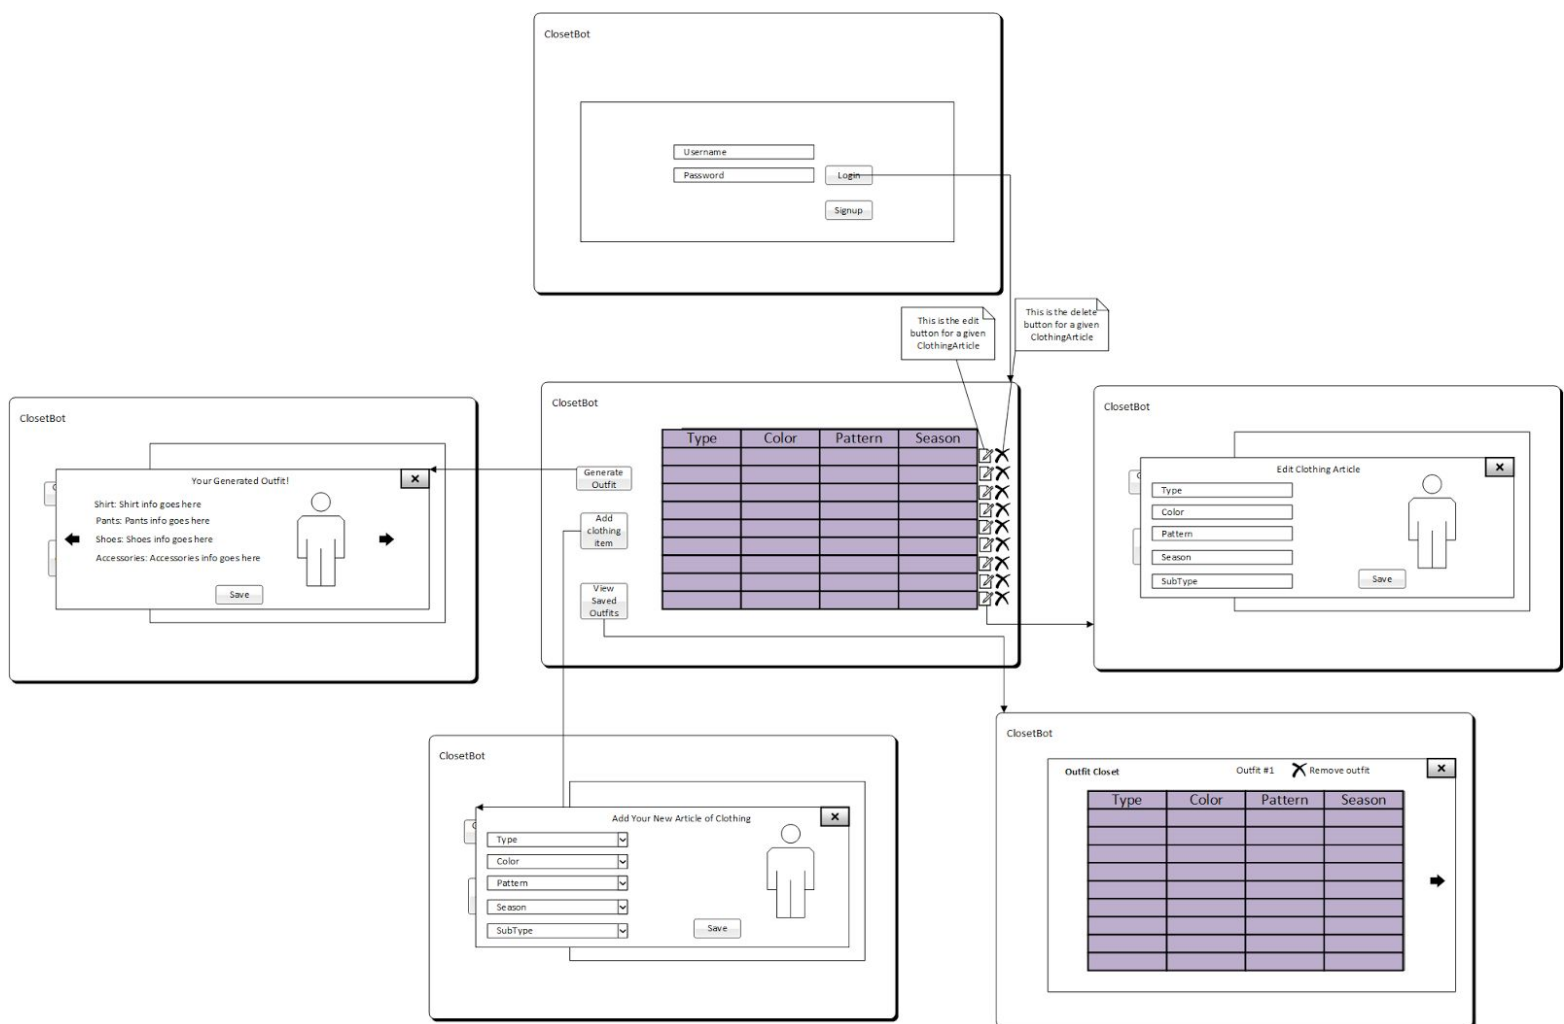 ClosetBot
Username
Password
Login
Signup
This is the edit
button for a given
ClothingArticle
This is the delete
button for a given
ClothingArticle
ClosetBot
Your Generated Outfit!
Shirt: Shirt info goes here
Pants: Pants info goes here
Shoes: Shoes info goes here
Accessories: Accessories info goes here
Save
ClosetBot
Type Color Pattern Season
Generate
Outfit
Add
clothing
item
View
Saved
Outfits
ClosetBot
Edit Clothing Article
Type
Color
Pattern
Season
SubType
Save
ClosetBot
Add Your New Article of Clothing
Type
Color
Pattern
Season
SubType
Save
ClosetBot
Outfit Closet Outfit #1 Remove outfit
Type Color Pattern Season